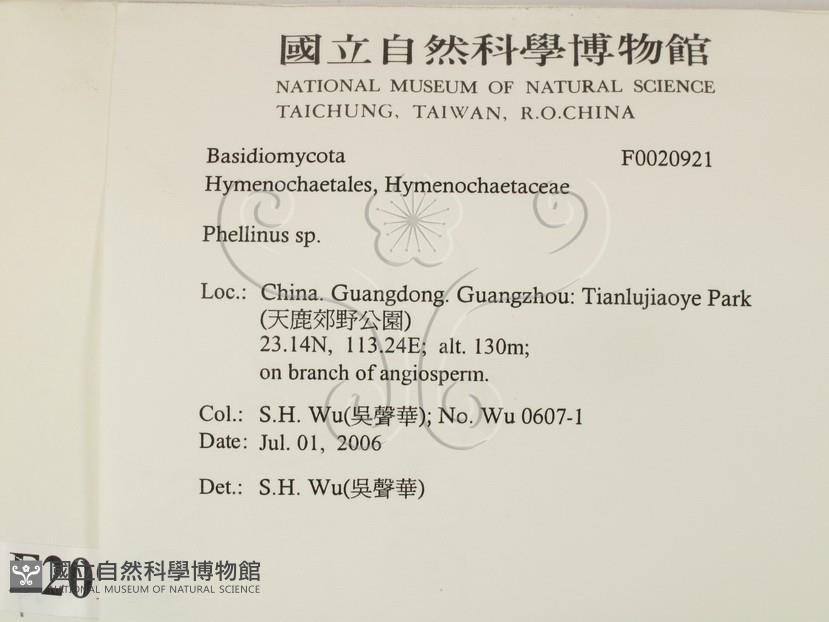 國立自然科學博物館
NATIONAL MUSEUM OF NATURAL SCIENCE
TAICHUNG, TAIWAN, R.O.CHINA
Basidiomycota F0020921
Hymenochaetales, Hymenochaetaceae
Phellinus sp.
Loc.: China. Guangdong. Guangzhou: Tianlujiaoye Park
(天鹿郊野公園)
23.14N, 113.24E; alt. 130m;
on branch of angiosperm.
Col.: S.H. Wu(吳聲華); No. Wu 0607-1
Date: Jul. 01, 2006
Det.: S.H. Wu(吳聲華)
F20
國立自然科學博物館
NATIONAL MUSEUM OF NATURAL SCIENCE